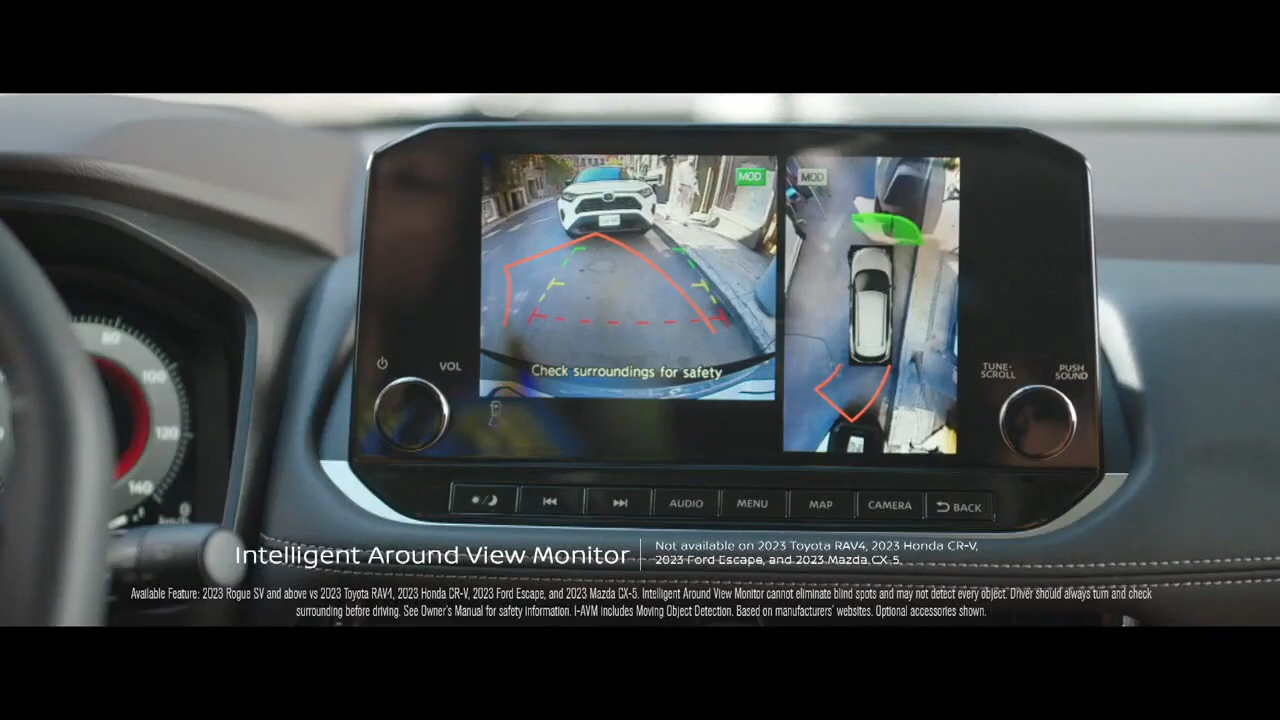 MOD
MOD
Check surroundings for safety
VOL
TUNE·
SCROLL
PUSH
SOUND
AUDIO
MENU
MAP
CAMERA
BACK
80
100
120
140
0
km/h
Intelligent Around View Monitor
Not available on 2023 Toyota RAV4, 2023 Honda CR-V,
2023 Ford Escape, and 2023 Mazda CX-5.
Available Feature: 2023 Rogue SV and above vs 2023 Toyota RAV4, 2023 Honda CR-V, 2023 Ford Escape, and 2023 Mazda CX-5. Intelligent Around View Monitor cannot eliminate blind spots and may not detect every object. Driver should always turn and check
surrounding before driving. See Owner's Manual for safety information. I-AVM includes Moving Object Detection. Based on manufacturers' websites. Optional accessories shown.